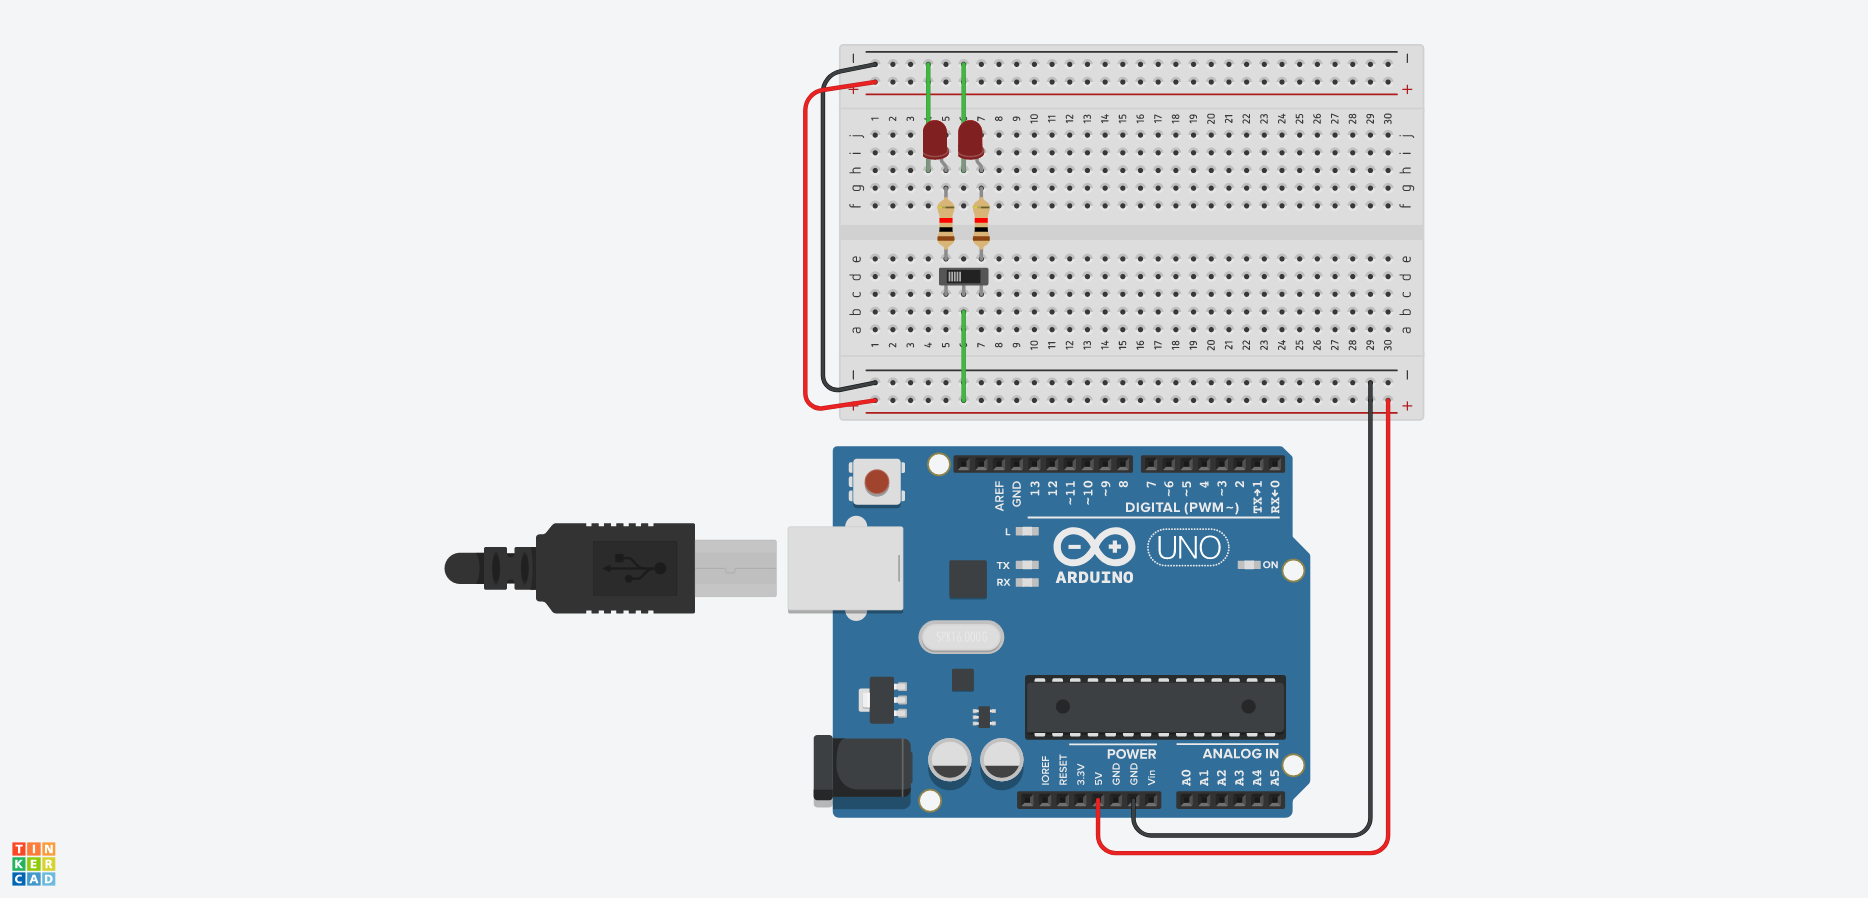 − −
+ +
1 2 3 5 7 8 9 10 11 12 13 14 15 16 17 18 19 20 21 22 23 24 25 26 27 28 29 30
j j
i i
h h
g g
f f
e e
d d
c c
b b
a a
1 2 3 4 5 7 8 9 10 11 12 13 14 15 16 17 18 19 20 21 22 23 24 25 26 27 28 29 30
− −
+ +
AREF GND 13 12 ~11 ~10 ~9 8 7 ~6 ~5 4 ~3 2 TX→1 RX←0
DIGITAL (PWM~)
L
UNO
TX
RX
ON
ARDUINO
SPK16.000G
POWER ANALOG IN
IOREF RESET 3.3V 5V GND GND Vin A0 A1 A2 A3 A4 A5
TIN
KER
CAD